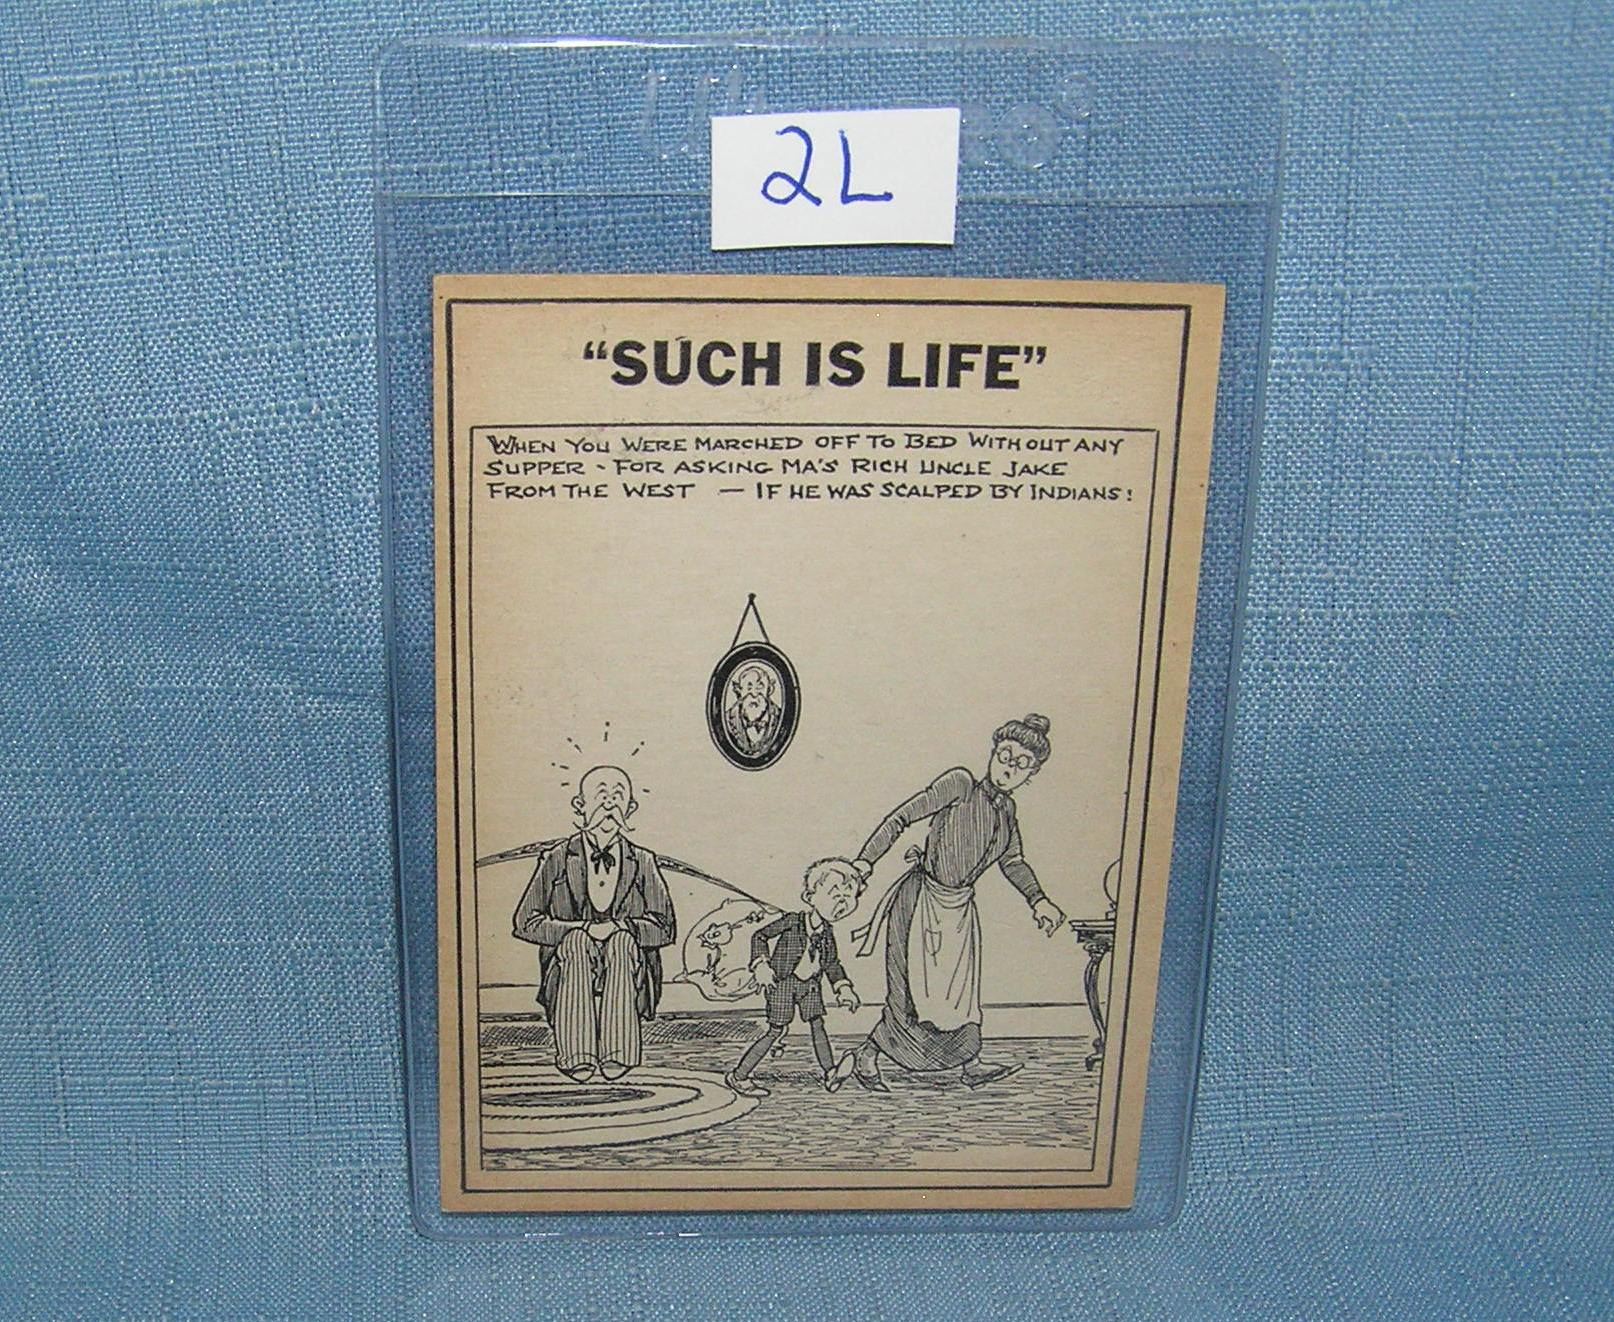 2L
"SUCH IS LIFE"
WHEN YOU WERE MARCHED OFF TO BED WITHOUT ANY
SUPPER - FOR ASKING MA'S RICH UNCLE JAKE
FROM THE WEST — IF HE WAS SCALPED BY INDIANS: